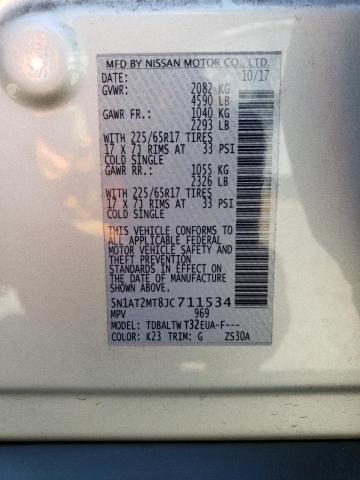 MFD BY NISSAN MOTOR CO., LTD.
DATE: 10/17
GVWR: 2082 KG
4590 LB
GAWR FR.: 1040 KG
2293 LB
WITH 225/65R17 TIRES
17 X 7J RIMS AT 33 PSI
COLD SINGLE
GAWR RR.: 1055 KG
2326 LB
WITH 225/65R17 TIRES
17 X 7J RIMS AT 33 PSI
COLD SINGLE
THIS VEHICLE CONFORMS TO
ALL APPLICABLE FEDERAL MOTOR
VEHICLE SAFETY AND
THEFT PREVENTION
STANDARDS IN EFFECT ON THE
DATE OF MANUFACTURE
SHOWN ABOVE.
5N1AT2MT8JC711534
MPV 969
MODEL: TDBALTW T32EUA-F---
COLOR: K23 TRIM: G ZS30A